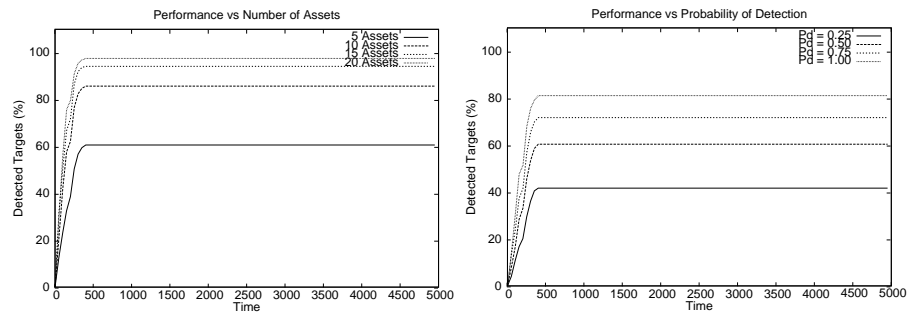 Performance vs Number of Assets
5 Assets
10 Assets
15 Assets
20 Assets
Detected Targets (%)
100
80
60
40
20
0
0 500 1000 1500 2000 2500 3000 3500 4000 4500 5000
Time
Performance vs Probability of Detection
Pd = 0.25
Pd = 0.50
Pd = 0.75
Pd = 1.00
Detected Targets (%)
100
80
60
40
20
0
0 500 1000 1500 2000 2500 3000 3500 4000 4500 5000
Time